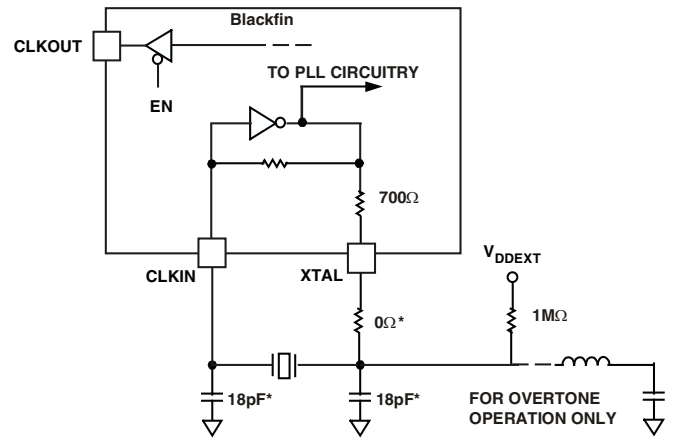 Blackfin
CLKOUT
TO PLL CIRCUITRY
EN
700Ω
CLKIN
XTAL
V_DDEXT
0Ω*
1MΩ
18pF*
18pF*
FOR OVERTONE
OPERATION ONLY